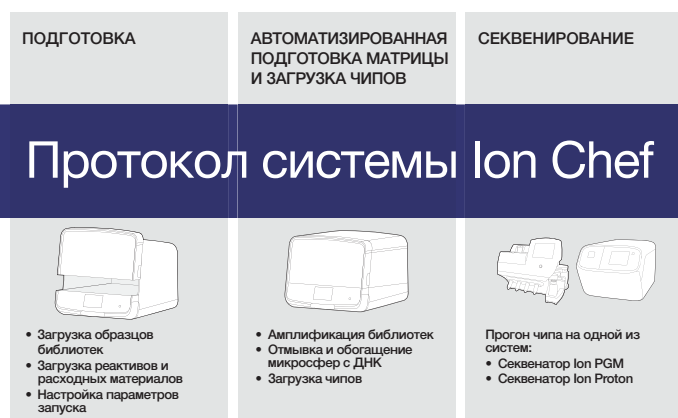 ПОДГОТОВКА
АВТОМАТИЗИРОВАННАЯ
ПОДГОТОВКА МАТРИЦЫ
И ЗАГРУЗКА ЧИПОВ
СЕКВЕНИРОВАНИЕ
Протокол системы Ion Chef
• Загрузка образцов
библиотек
• Загрузка реактивов и
расходных материалов
• Настройка параметров
запуска
• Амплификация библиотек
• Отмывка и обогащение
микросфер с ДНК
• Загрузка чипов
Прогон чипа на одной из
систем:
• Секвенатор Ion PGM
• Секвенатор Ion Proton